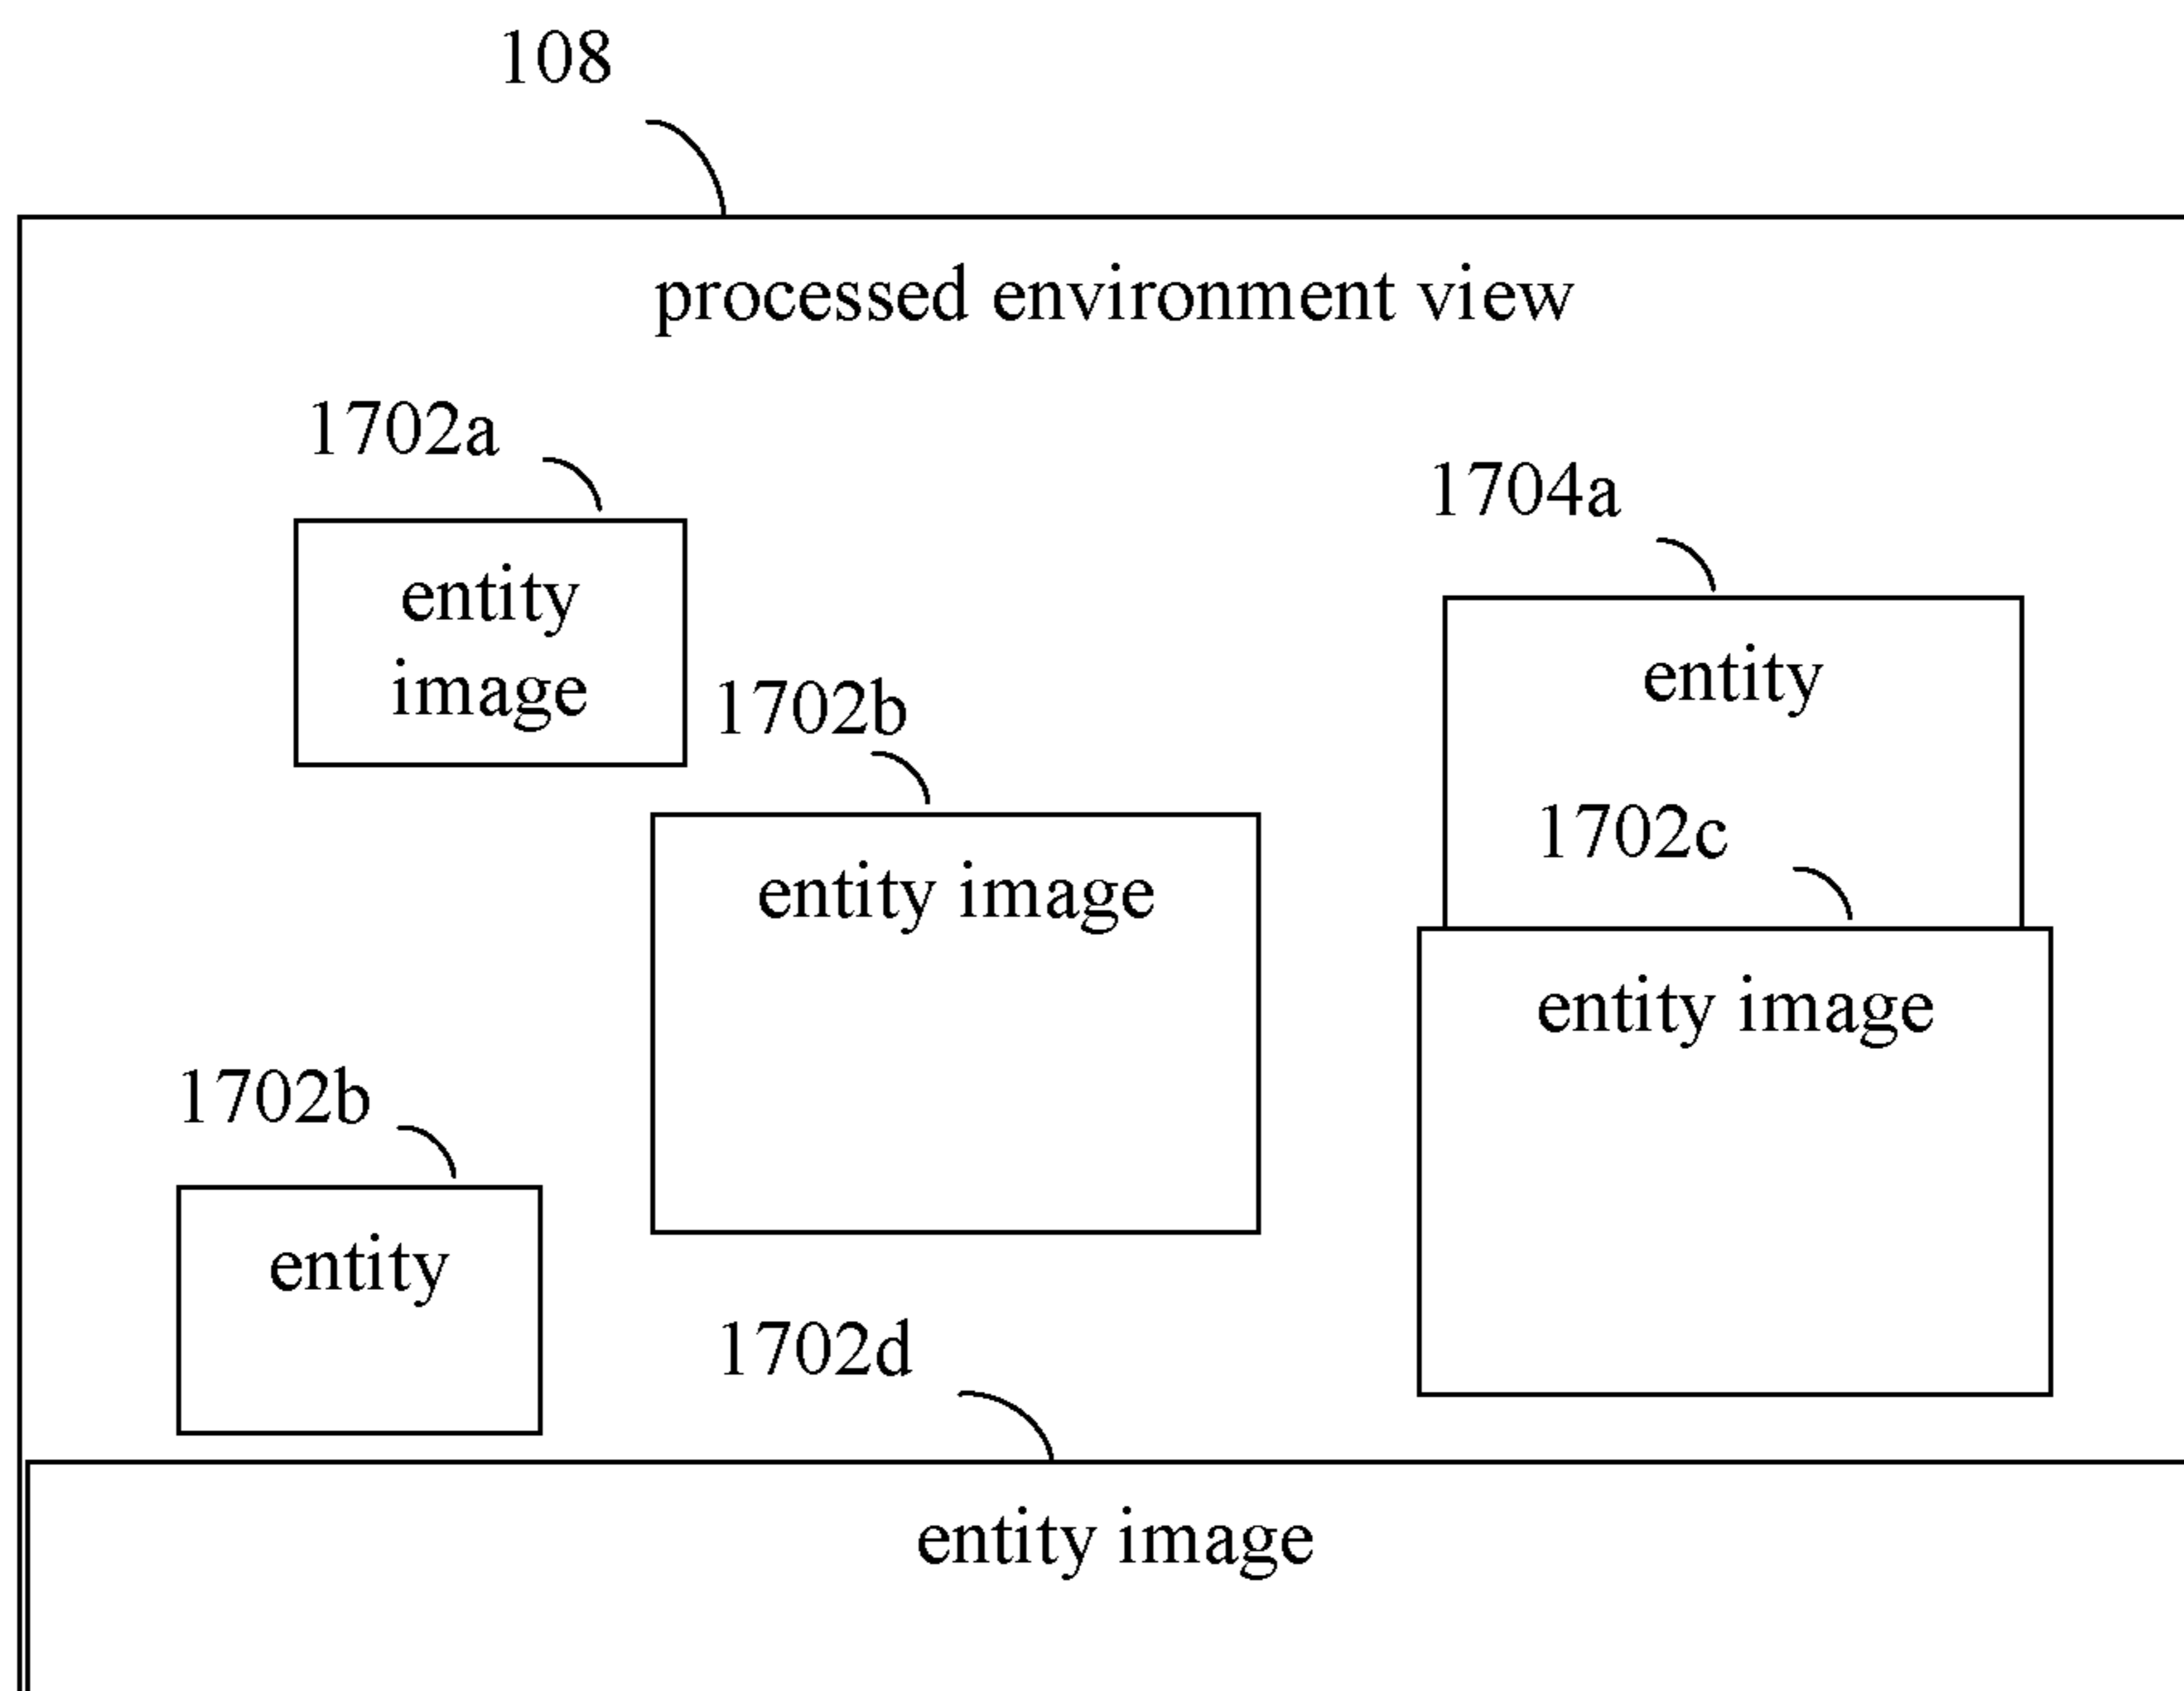 108
processed environment view
1702a
entity
image
1704a
entity
1702b
entity image
1702c
entity image
1702b
entity
1702d
entity image